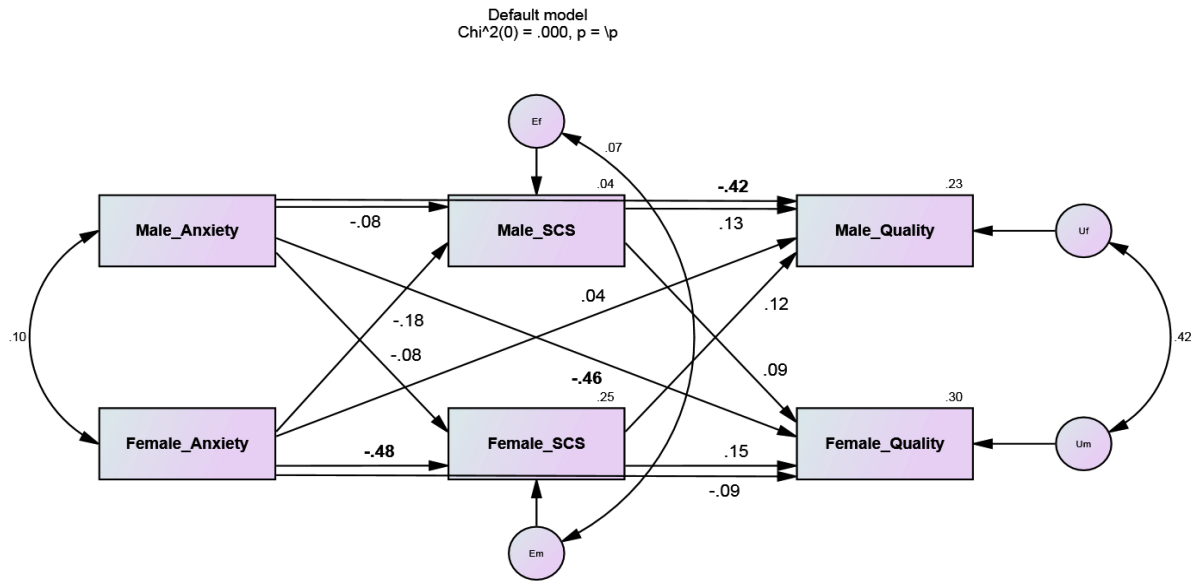 Default model
Chi^2(0) = .000, p = \p
Ef
.07
.04
-.42
.23
Male_Anxiety
-.08
Male_SCS
.13
Male_Quality
Uf
.04
.12
-.18
.10
-.08
.42
.09
-.46
.25
.30
Female_Anxiety
-.48
Female_SCS
.15
Female_Quality
Um
-.09
Em